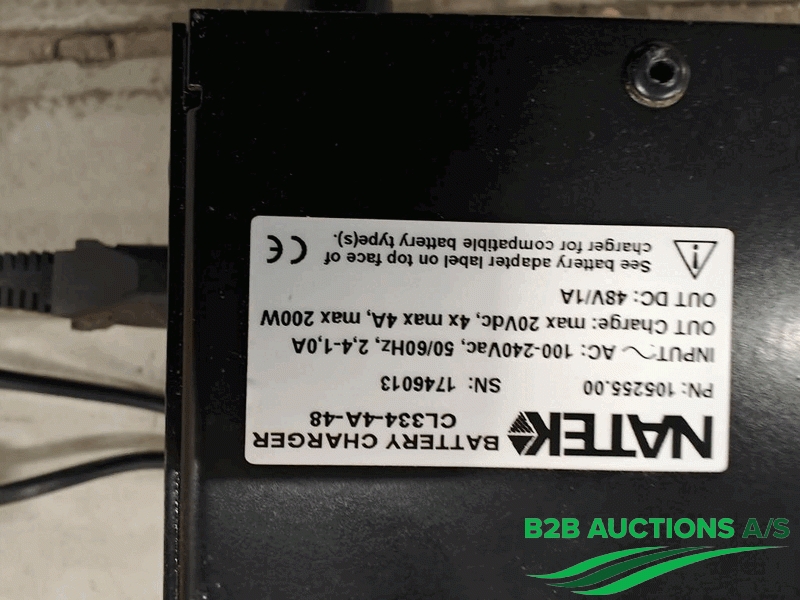 NATEK BATTERY CHARGER
CL334-4A-48
PN: 105255.00 SN: 1746013
INPUT~ AC: 100-240Vac, 50/60Hz, 2,4-1,0A
OUT Charge: max 20Vdc, 4x max 4A, max 200W
OUT DC: 48V/1A
See battery adapter label on top face of
charger for compatible battery type(s).
CE
B2B AUCTIONS A/S